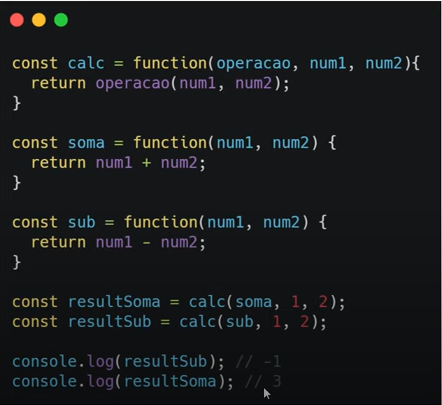 const calc = function(operacao, num1, num2){
return operacao(num1, num2);
}
const soma = function(num1, num2) {
return num1 + num2;
}
const sub = function(num1, num2) {
return num1 - num2;
}
const resultSoma = calc(soma, 1, 2);
const resultSub = calc(sub, 1, 2);
console.log(resultSub); // -1
console.log(resultSoma); // 3